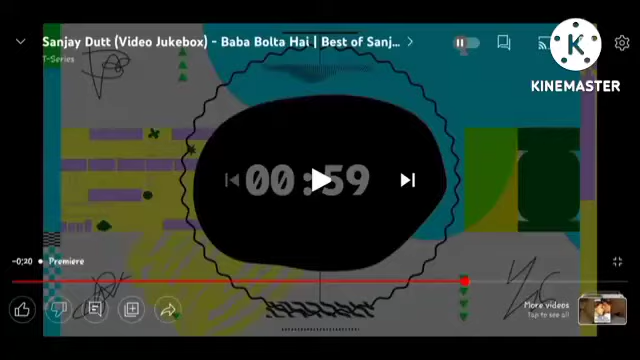 Sanjay Dutt (Video Jukebox) - Baba Bolta Hai | Best of Sanj...
T-Series
K
KINEMASTER
00:59
-0:20 • Premiere
More videos
Tap to see all